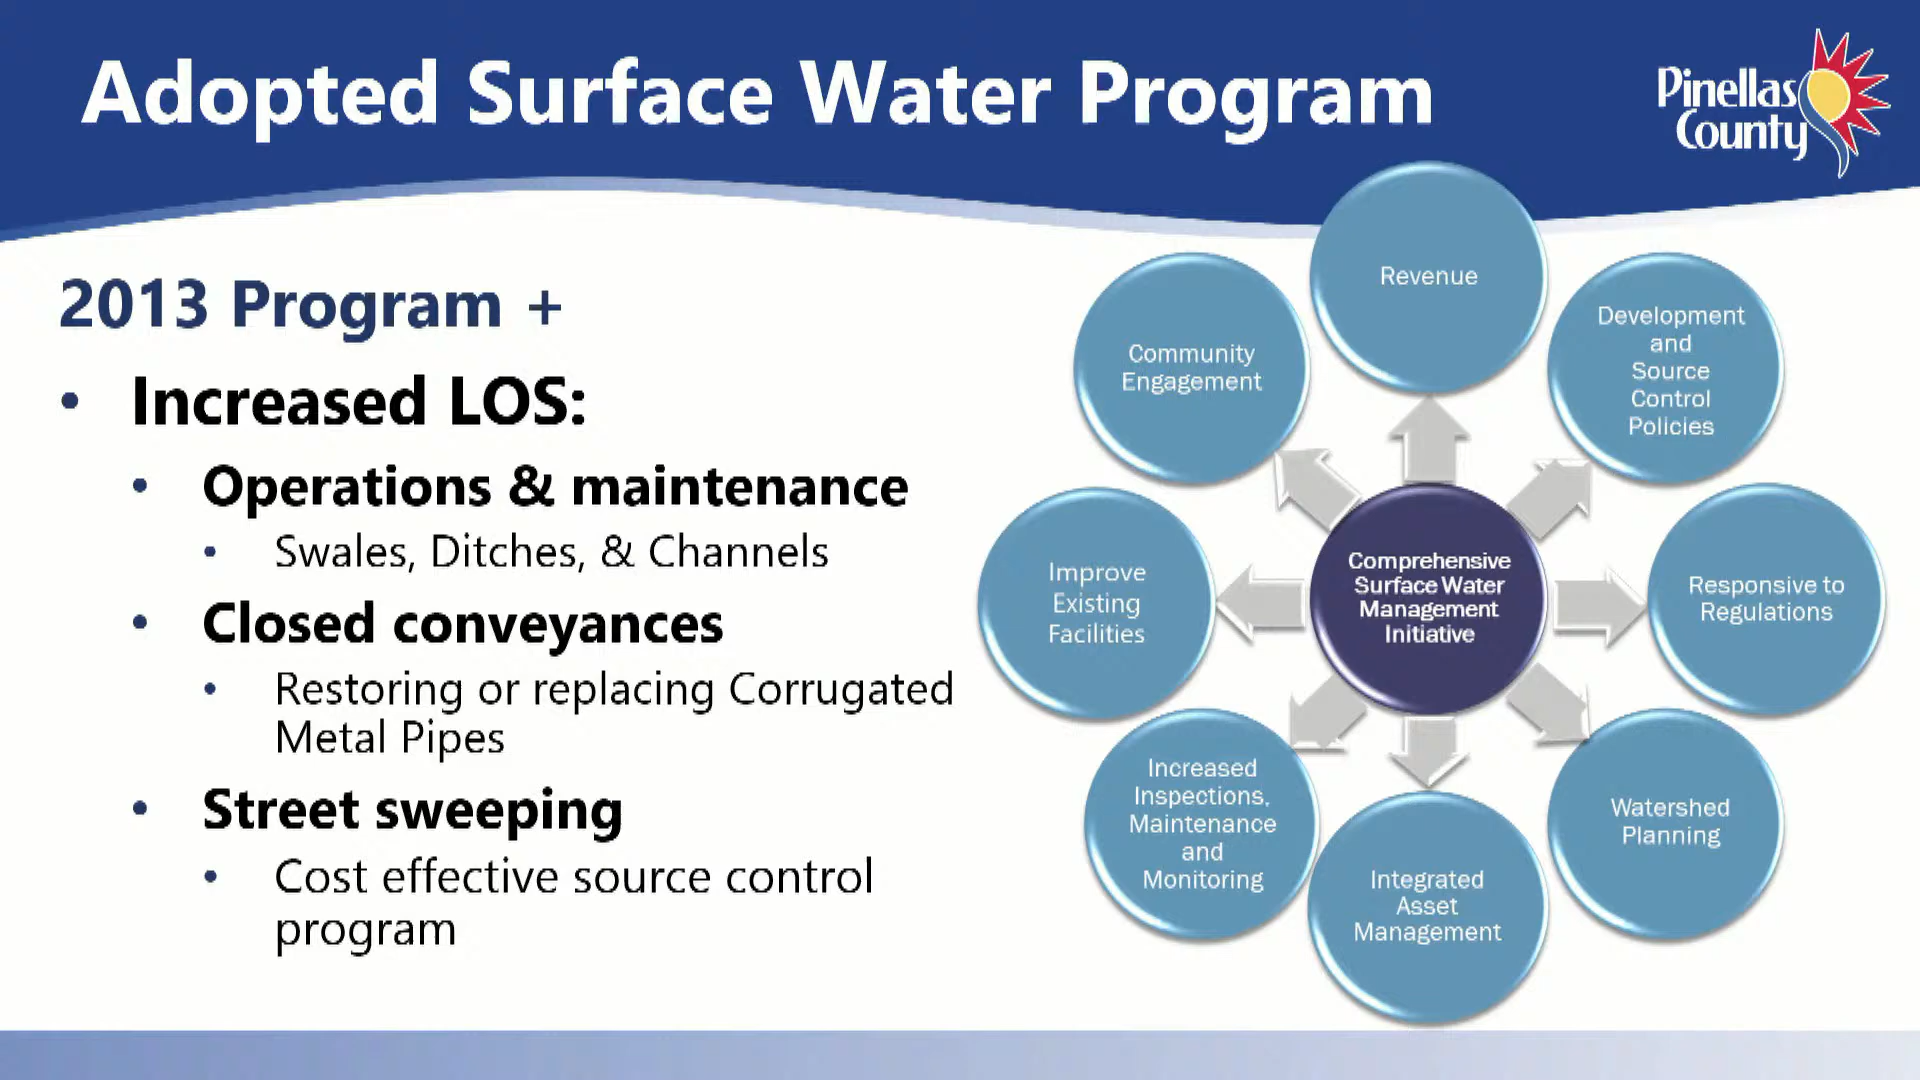 Adopted Surface Water Program
Pinellas
County
2013 Program +
• Increased LOS:
• Operations & maintenance
• Swales, Ditches, & Channels
• Closed conveyances
• Restoring or replacing Corrugated
Metal Pipes
• Street sweeping
• Cost effective source control
program
Revenue
Development
and
Source
Control
Policies
Responsive to
Regulations
Watershed
Planning
Integrated
Asset
Management
Increased
Inspections,
Maintenance
and
Monitoring
Improve
Existing
Facilities
Community
Engagement
Comprehensive
Surface Water
Management
Initiative